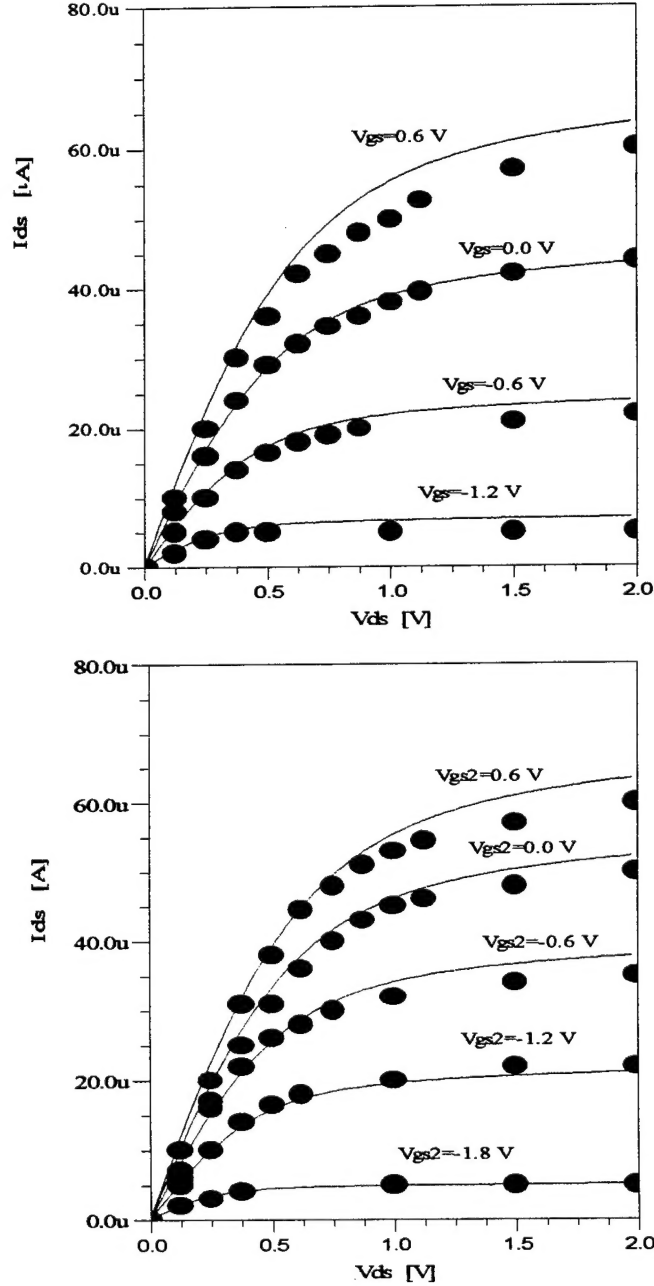 80.0u
60.0u
40.0u
20.0u
0.0u
Ids [ιA]
Vgs=0.6 V
Vgs=0.0 V
Vgs=-0.6 V
Vgs=-1.2 V
0.0 0.5 1.0 1.5 2.0
Vds [V]
80.0u
60.0u
40.0u
20.0u
0.0u
Ids [A]
Vgs2=0.6 V
Vgs2=0.0 V
Vgs2=-0.6 V
Vgs2=-1.2 V
Vgs2=-1.8 V
0.0 0.5 1.0 1.5 2.0
Vds [V]